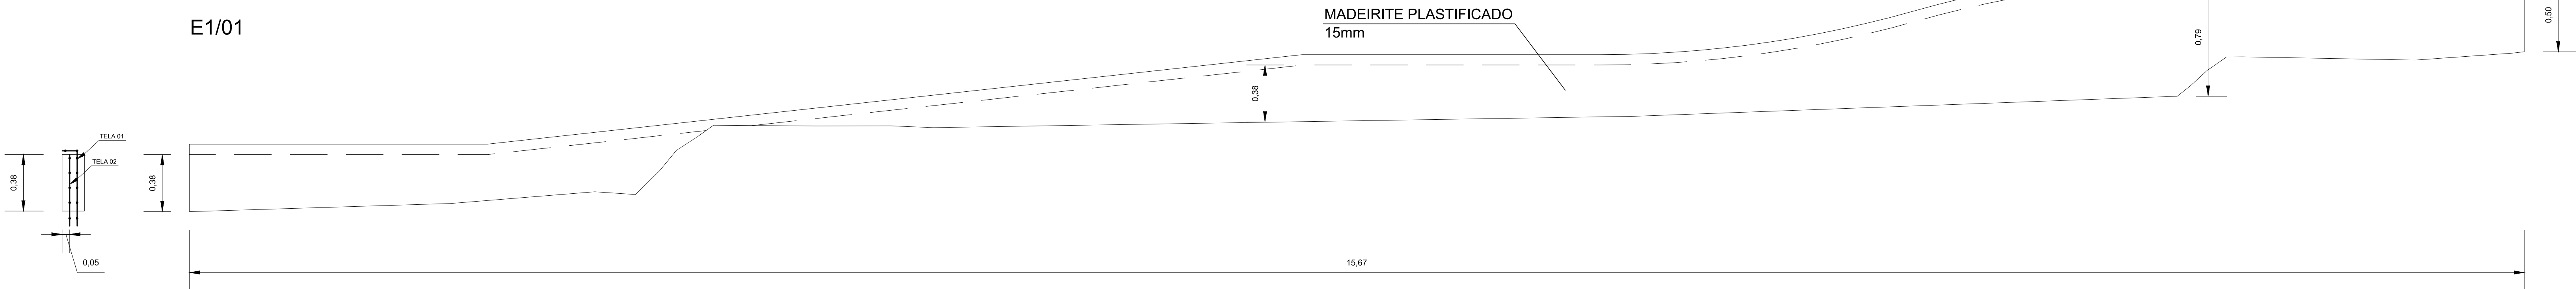 E1/01
MADEIRITE PLASTIFICADO
15mm
0,50
0,79
0,38
TELA 01
TELA 02
0,38
0,38
0,05
15,67